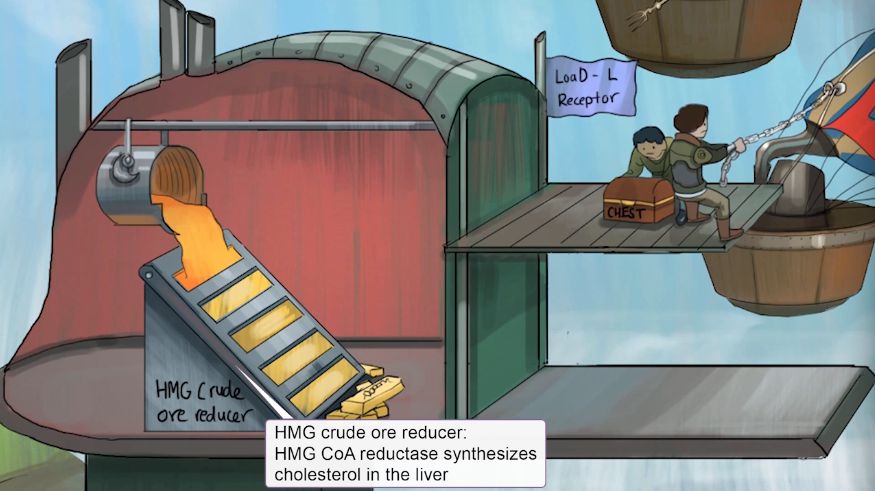 LoaD - L
Receptor
CHEST
HMG Crude
ore reducer
HMG crude ore reducer:
HMG CoA reductase synthesizes
cholesterol in the liver